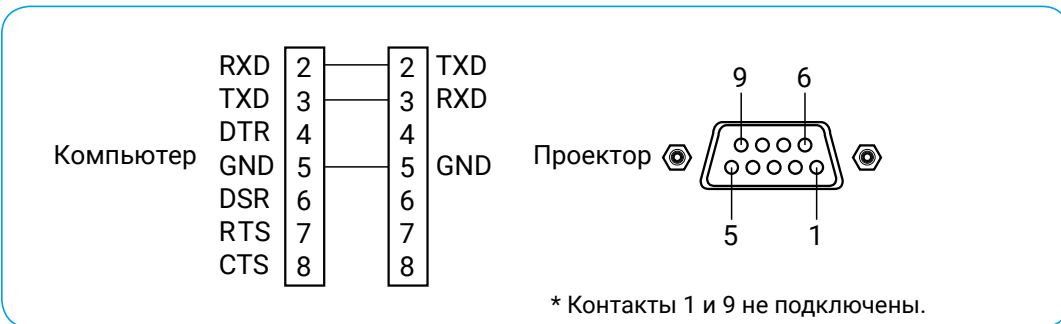 RXD 2 2 TXD
TXD 3 3 RXD
DTR 4 4
Компьютер GND 5 5 GND
DSR 6 6
RTS 7 7
CTS 8 8
9 6
Проектор
5 1
* Контакты 1 и 9 не подключены.